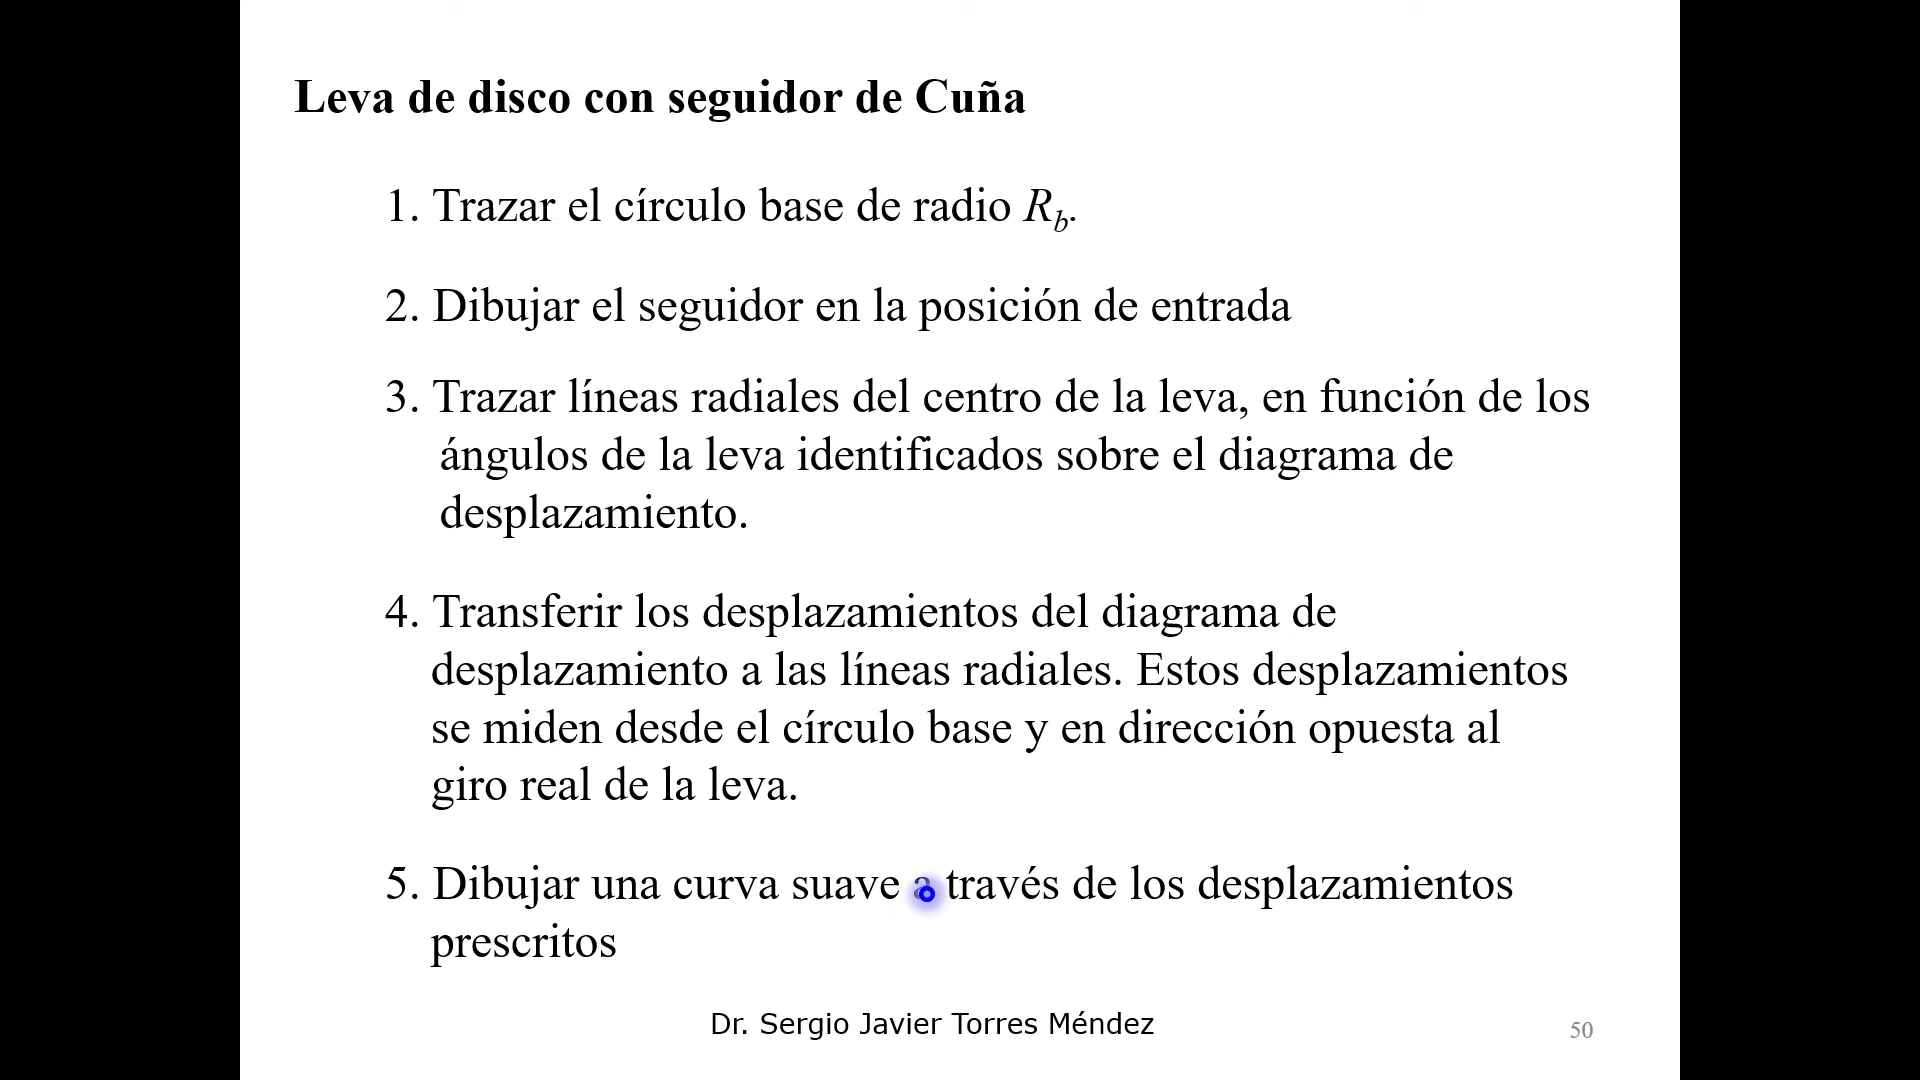 Leva de disco con seguidor de Cuña
1. Trazar el círculo base de radio Rb.
2. Dibujar el seguidor en la posición de entrada
3. Trazar líneas radiales del centro de la leva, en función de los
ángulos de la leva identificados sobre el diagrama de
desplazamiento.
4. Transferir los desplazamientos del diagrama de
desplazamiento a las líneas radiales. Estos desplazamientos
se miden desde el círculo base y en dirección opuesta al
giro real de la leva.
5. Dibujar una curva suave a través de los desplazamientos
prescritos
Dr. Sergio Javier Torres Méndez
50